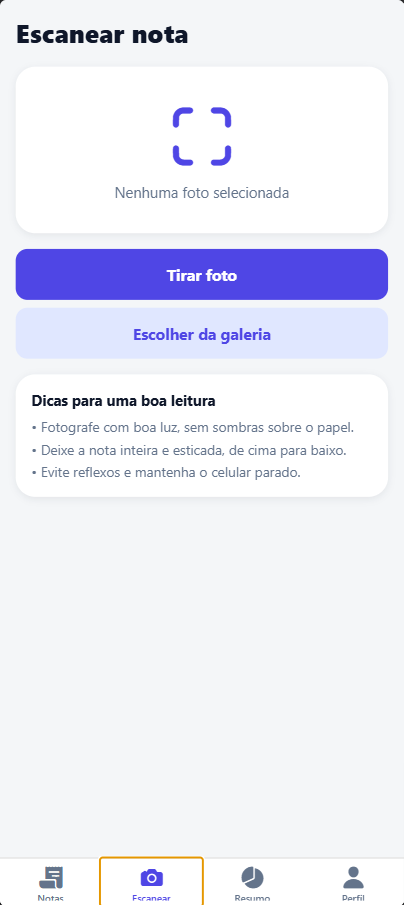 Escanear nota
Nenhuma foto selecionada
Tirar foto
Escolher da galeria
Dicas para uma boa leitura
• Fotografe com boa luz, sem sombras sobre o papel.
• Deixe a nota inteira e esticada, de cima para baixo.
• Evite reflexos e mantenha o celular parado.
Notas Escanear Resumo Perfil